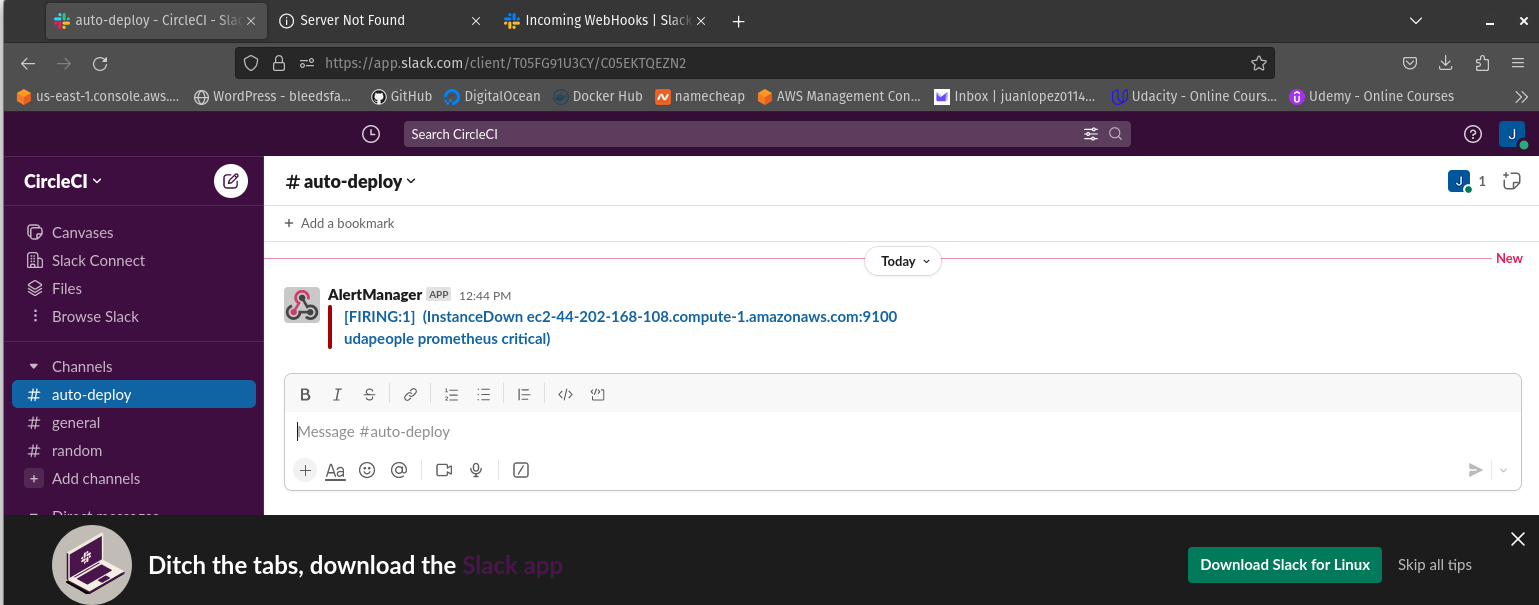 auto-deploy - CircleCI - Slac
Server Not Found
Incoming WebHooks | Slack
https://app.slack.com/client/T05FG91U3CY/C05EKTQEZN2
us-east-1.console.aws....
WordPress - bleedsfa...
GitHub
DigitalOcean
Docker Hub
namecheap
AWS Management Con...
Inbox | juanlopez0114...
Udacity - Online Cours...
Udemy - Online Courses
Search CircleCI
J
CircleCI
# auto-deploy
J 1
Canvases
Slack Connect
Files
Browse Slack
Add a bookmark
Today
New
AlertManager APP 12:44 PM
[FIRING:1] (InstanceDown ec2-44-202-168-108.compute-1.amazonaws.com:9100
udapeople prometheus critical)
Channels
# auto-deploy
# general
# random
+ Add channels
Direct messages
Message #auto-deploy
Aa
Ditch the tabs, download the Slack app
Download Slack for Linux
Skip all tips